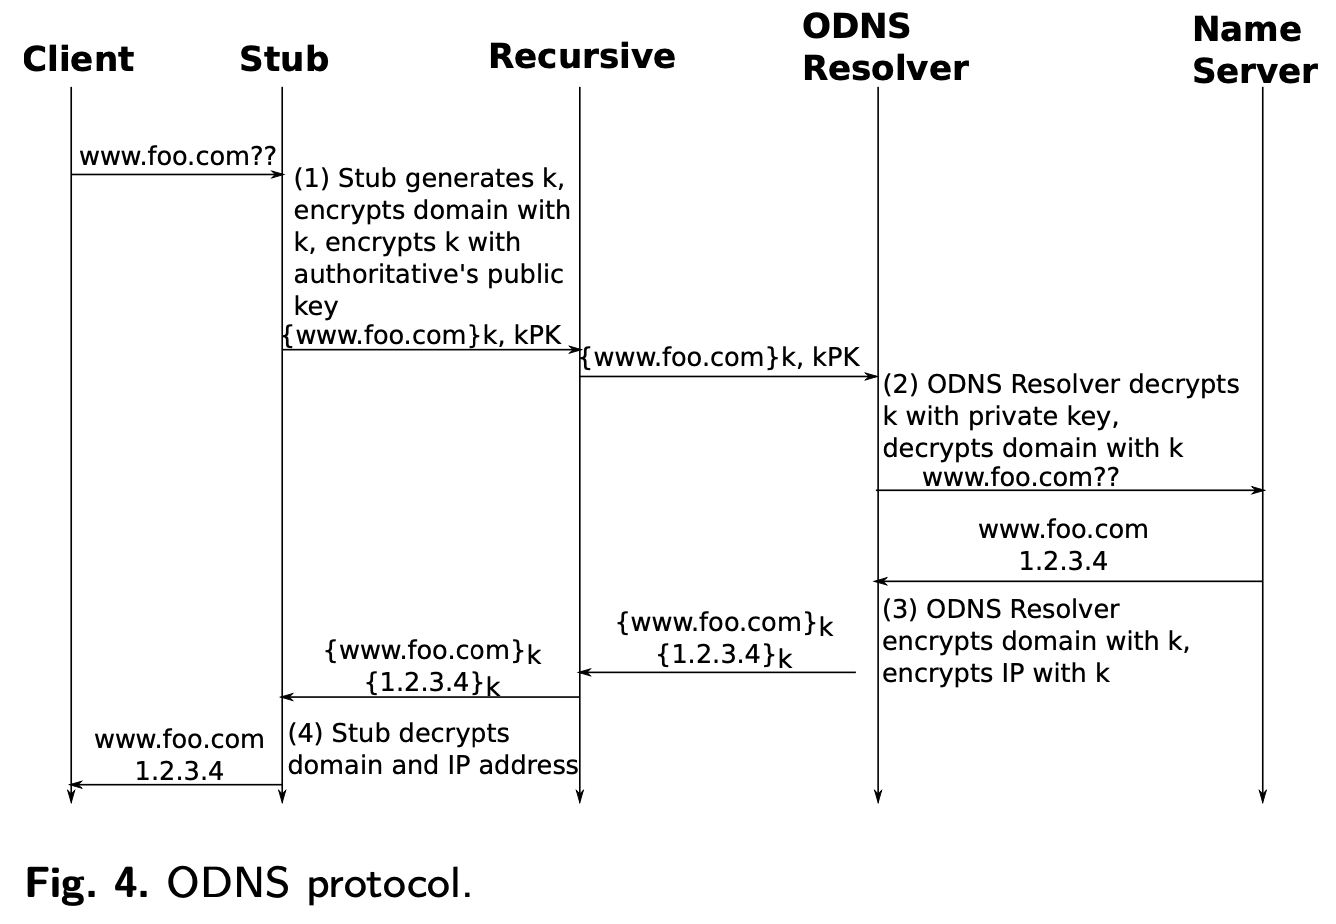 Client
Stub
Recursive
ODNS
Resolver
Name
Server
www.foo.com??
(1) Stub generates k,
encrypts domain with
k, encrypts k with
authoritative's public
key
{www.foo.com}k, kPK
{www.foo.com}k, kPK
(2) ODNS Resolver decrypts
k with private key,
decrypts domain with k
www.foo.com??
www.foo.com
1.2.3.4
(3) ODNS Resolver
encrypts domain with k,
encrypts IP with k
{www.foo.com}k
{1.2.3.4}k
{www.foo.com}k
{1.2.3.4}k
(4) Stub decrypts
domain and IP address
www.foo.com
1.2.3.4
Fig. 4. ODNS protocol.